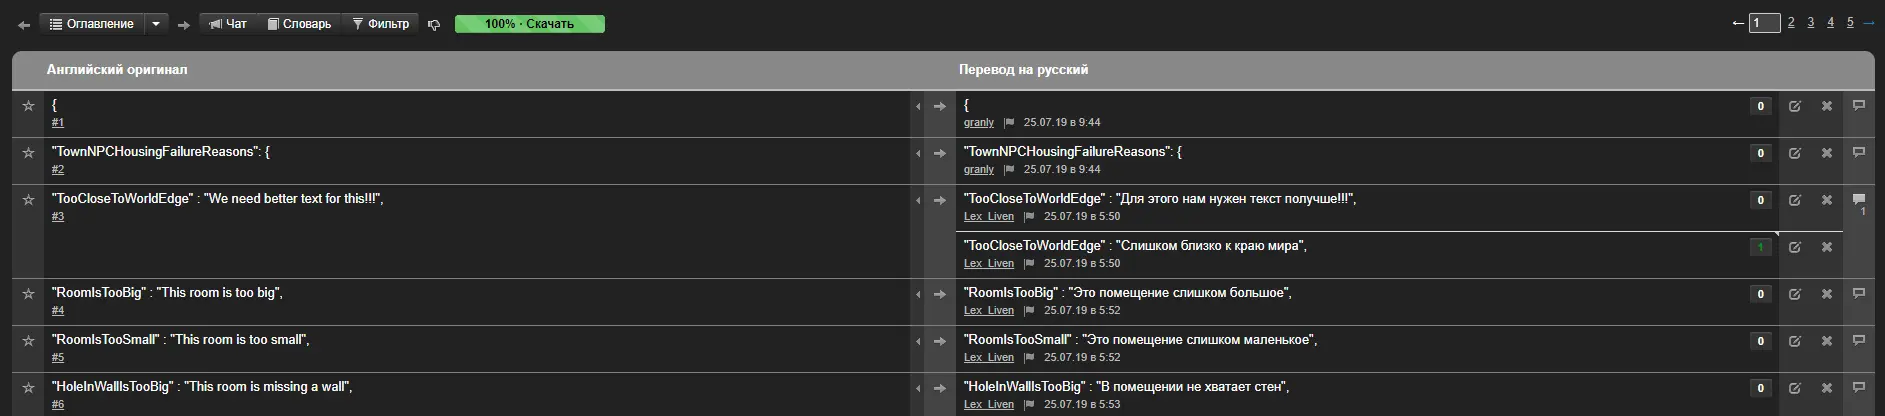 Оглавление Чат Словарь Фильтр 100% · Скачать ← 1 2 3 4 5 →
Английский оригинал Перевод на русский
{ { 0
#1 granly 25.07.19 в 9:44
"TownNPCHousingFailureReasons": { "TownNPCHousingFailureReasons": { 0
#2 granly 25.07.19 в 9:44
"TooCloseToWorldEdge" : "We need better text for this!!!", "TooCloseToWorldEdge" : "Для этого нам нужен текст получше!!!", 0
#3 Lex_Liven 25.07.19 в 5:50 1
"TooCloseToWorldEdge" : "Слишком близко к краю мира", 1
Lex_Liven 25.07.19 в 5:50
"RoomIsTooBig" : "This room is too big", "RoomIsTooBig" : "Это помещение слишком большое", 0
#4 Lex_Liven 25.07.19 в 5:52
"RoomIsTooSmall" : "This room is too small", "RoomIsTooSmall" : "Это помещение слишком маленькое", 0
#5 Lex_Liven 25.07.19 в 5:52
"HoleInWallIsTooBig" : "This room is missing a wall", "HoleInWallIsTooBig" : "В помещении не хватает стен", 0
#6 Lex_Liven 25.07.19 в 5:53